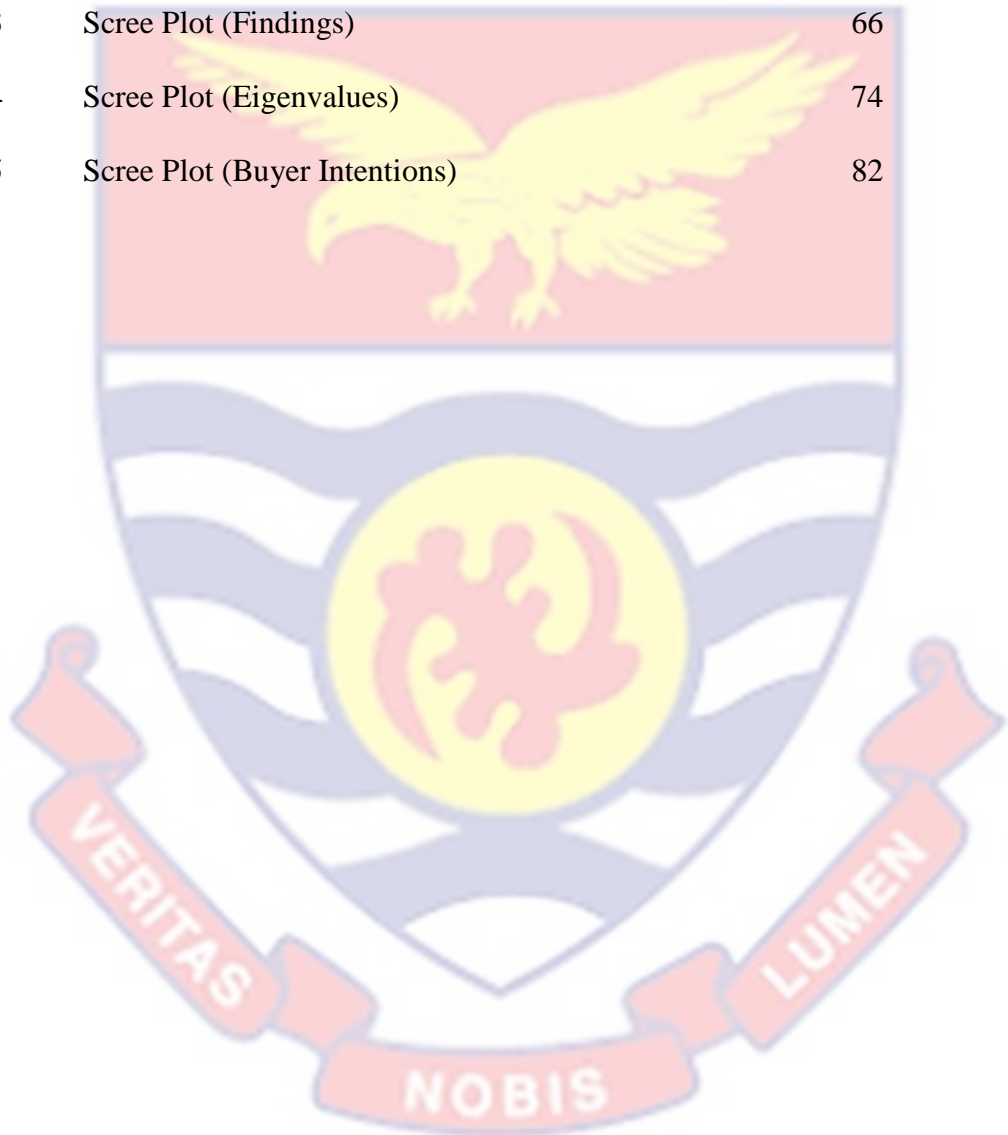 Scree Plot (Findings) 66
Scree Plot (Eigenvalues) 74
Scree Plot (Buyer Intentions) 82
VERITAS
NOBIS
LUMEN